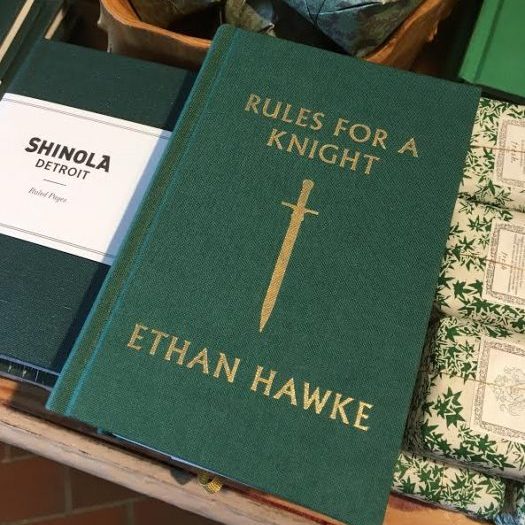 SHINOLA
DETROIT
Ruled Pages
RULES FOR A
KNIGHT
ETHAN HAWKE